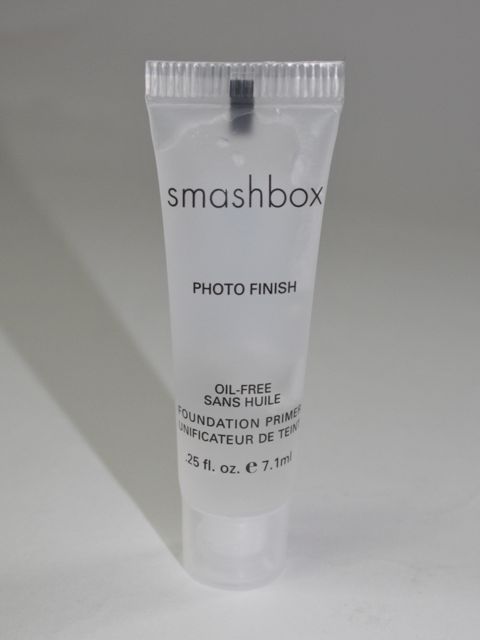 smashbox
PHOTO FINISH
OIL-FREE
SANS HUILE
FOUNDATION PRIMER
UNIFICATEUR DE TEINT
.25 fl. oz. e 7.1ml